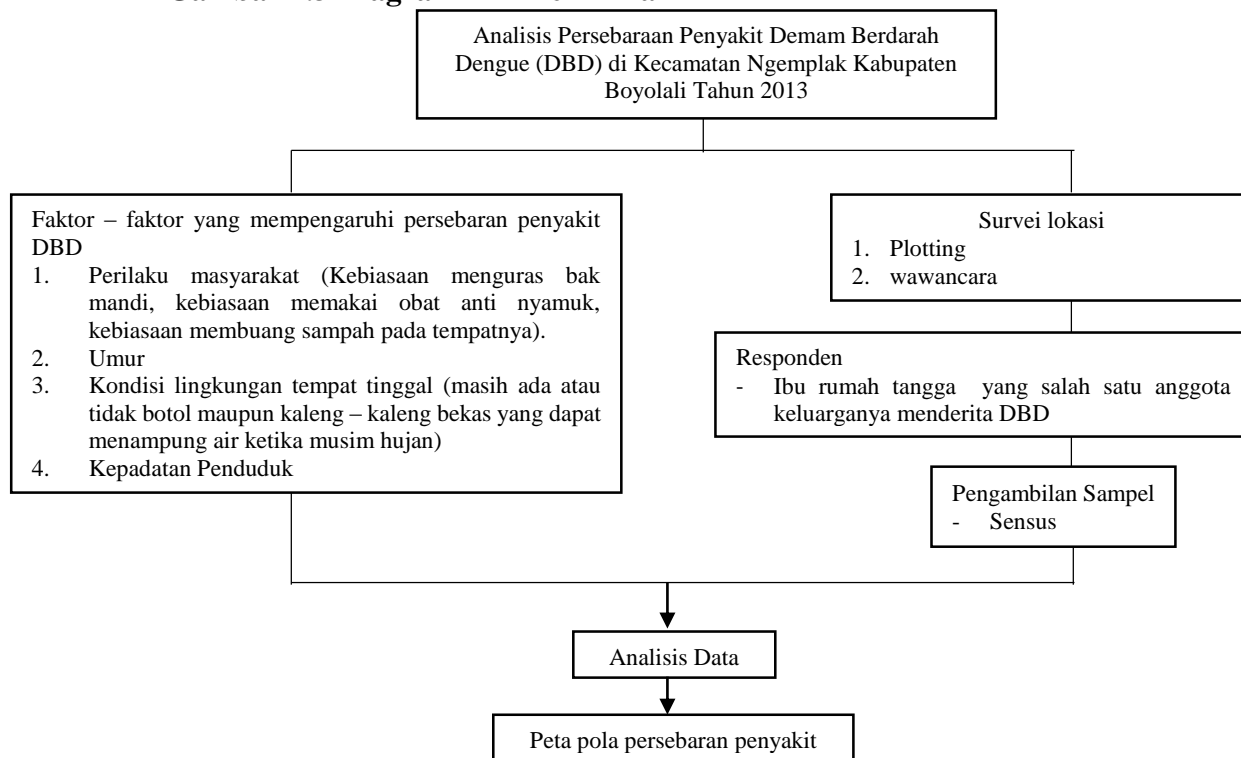 Analisis Persebaraan Penyakit Demam Berdarah
Dengue (DBD) di Kecamatan Ngemplak Kabupaten
Boyolali Tahun 2013
Faktor – faktor yang mempengaruhi persebaran penyakit
DBD
1. Perilaku masyarakat (Kebiasaan menguras bak
mandi, kebiasaan memakai obat anti nyamuk,
kebiasaan membuang sampah pada tempatnya).
2. Umur
3. Kondisi lingkungan tempat tinggal (masih ada atau
tidak botol maupun kaleng – kaleng bekas yang dapat
menampung air ketika musim hujan)
4. Kepadatan Penduduk
Survei lokasi
1. Plotting
2. wawancara
Responden
- Ibu rumah tangga yang salah satu anggota
keluarganya menderita DBD
Pengambilan Sampel
- Sensus
Analisis Data
Peta pola persebaran penyakit